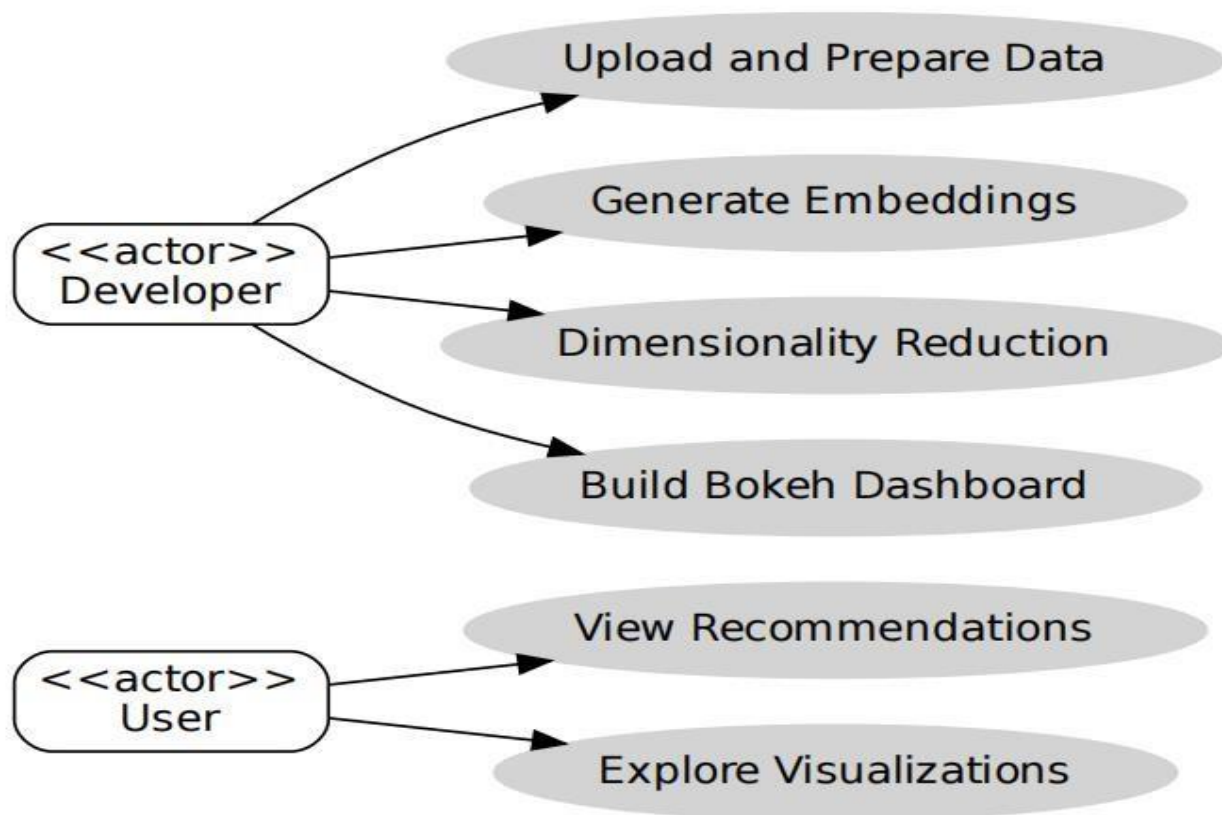 Upload and Prepare Data
Generate Embeddings
<<actor>>
Developer
Dimensionality Reduction
Build Bokeh Dashboard
View Recommendations
<<actor>>
User
Explore Visualizations